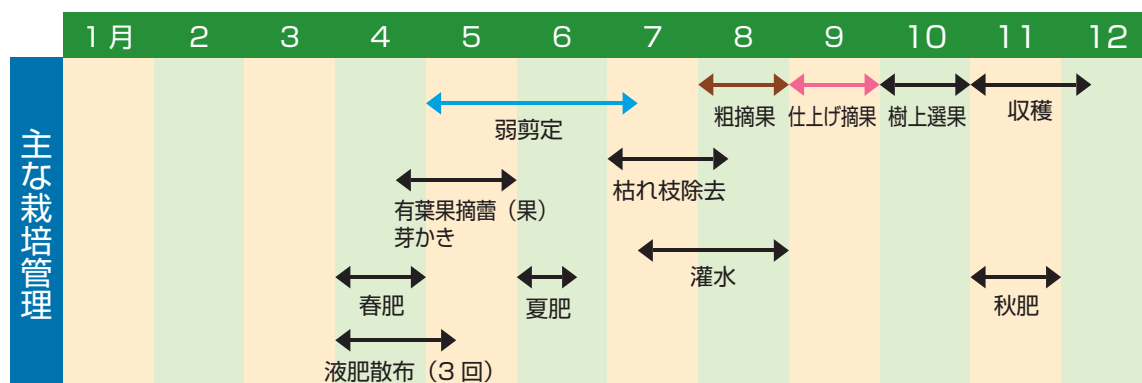 1月 2 3 4 5 6 7 8 9 10 11 12
主な栽培管理
弱剪定
粗摘果
仕上げ摘果
樹上選果
収穫
枯れ枝除去
有葉果摘蕾（果）
芽かき
灌水
春肥
夏肥
秋肥
液肥散布（3回）